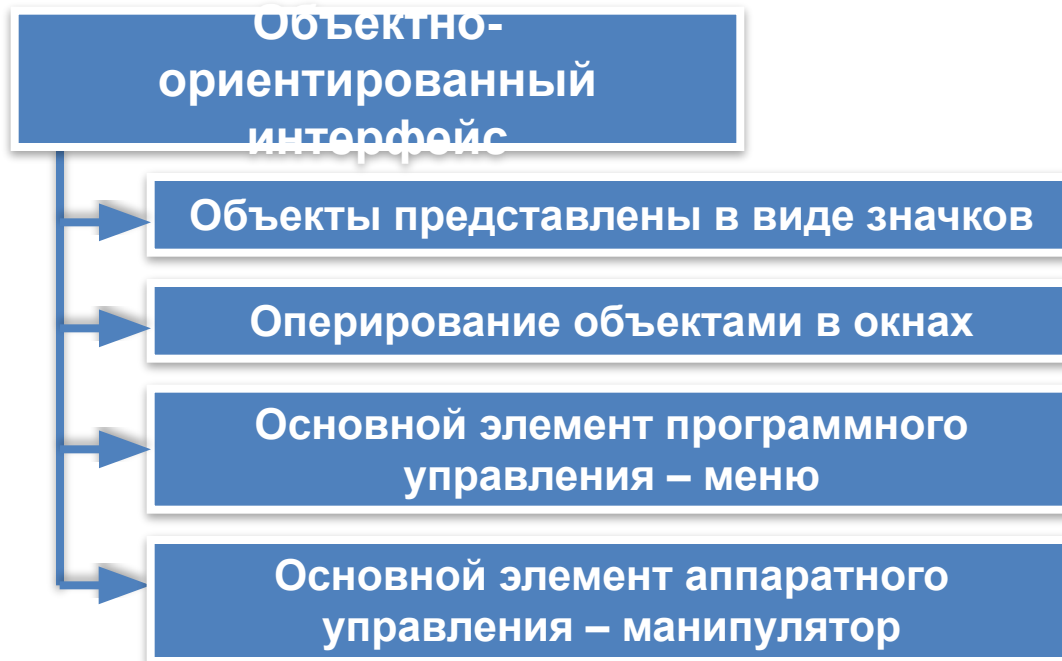 Объектно-
ориентированный
интерфейс
Объекты представлены в виде значков
Оперирование объектами в окнах
Основной элемент программного
управления – меню
Основной элемент аппаратного
управления – манипулятор